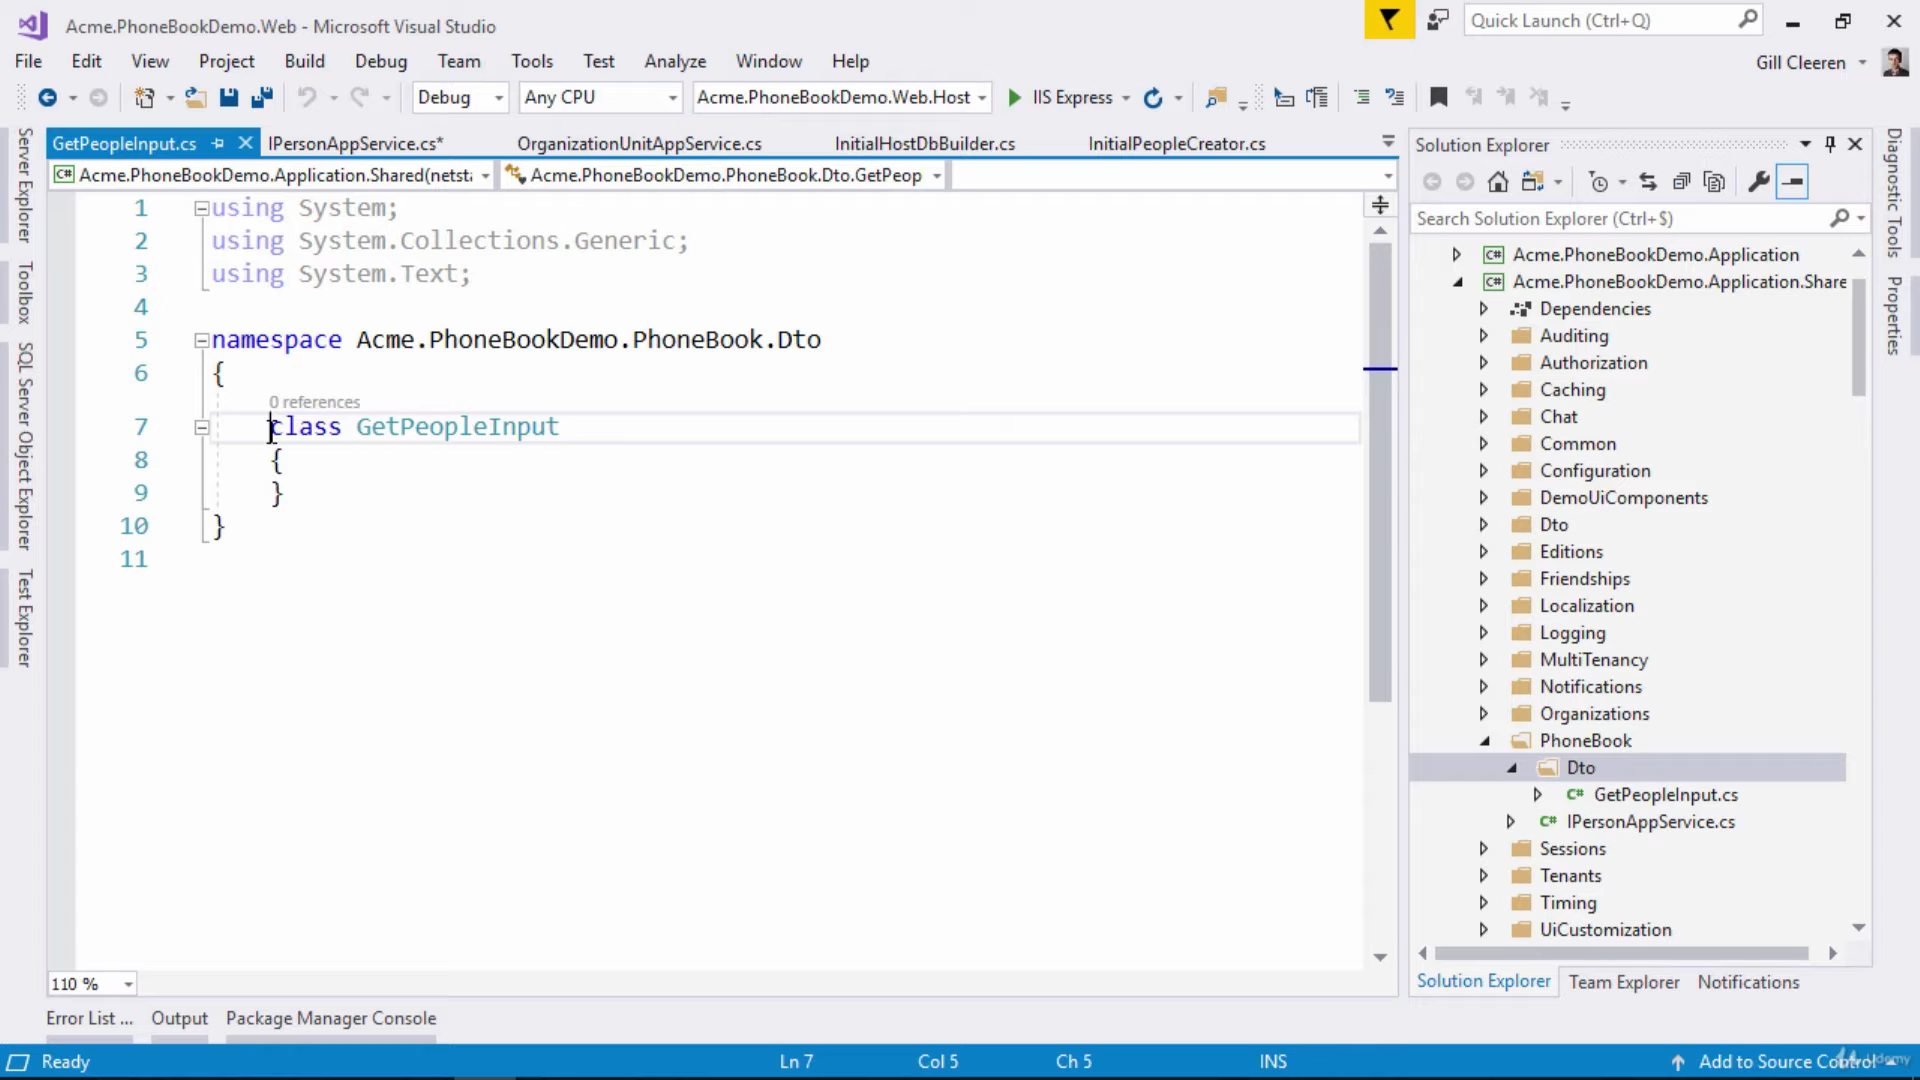 Acme.PhoneBookDemo.Web - Microsoft Visual Studio
Quick Launch (Ctrl+Q)
File Edit View Project Build Debug Team Tools Test Analyze Window Help
Gill Cleeren
Debug Any CPU Acme.PhoneBookDemo.Web.Host IIS Express
GetPeopleInput.cs IPersonAppService.cs* OrganizationUnitAppService.cs InitialHostDbBuilder.cs InitialPeopleCreator.cs
Acme.PhoneBookDemo.Application.Shared(netst Acme.PhoneBookDemo.PhoneBook.Dto.GetPeop
1 using System;
2 using System.Collections.Generic;
3 using System.Text;
4
5 namespace Acme.PhoneBookDemo.PhoneBook.Dto
6 {
0 references
7 class GetPeopleInput
8 {
9 }
10 }
11
110 %
Server Explorer
Toolbox
SQL Server Object Explorer
Test Explorer
Solution Explorer
Search Solution Explorer (Ctrl+$)
C# Acme.PhoneBookDemo.Application
C# Acme.PhoneBookDemo.Application.Share
Dependencies
Auditing
Authorization
Caching
Chat
Common
Configuration
DemoUiComponents
Dto
Editions
Friendships
Localization
Logging
MultiTenancy
Notifications
Organizations
PhoneBook
Dto
C# GetPeopleInput.cs
C# IPersonAppService.cs
Sessions
Tenants
Timing
UiCustomization
Solution Explorer Team Explorer Notifications
Diagnostic Tools
Properties
Error List ... Output Package Manager Console
Ready Ln 7 Col 5 Ch 5 INS Add to Source Control
Udemy